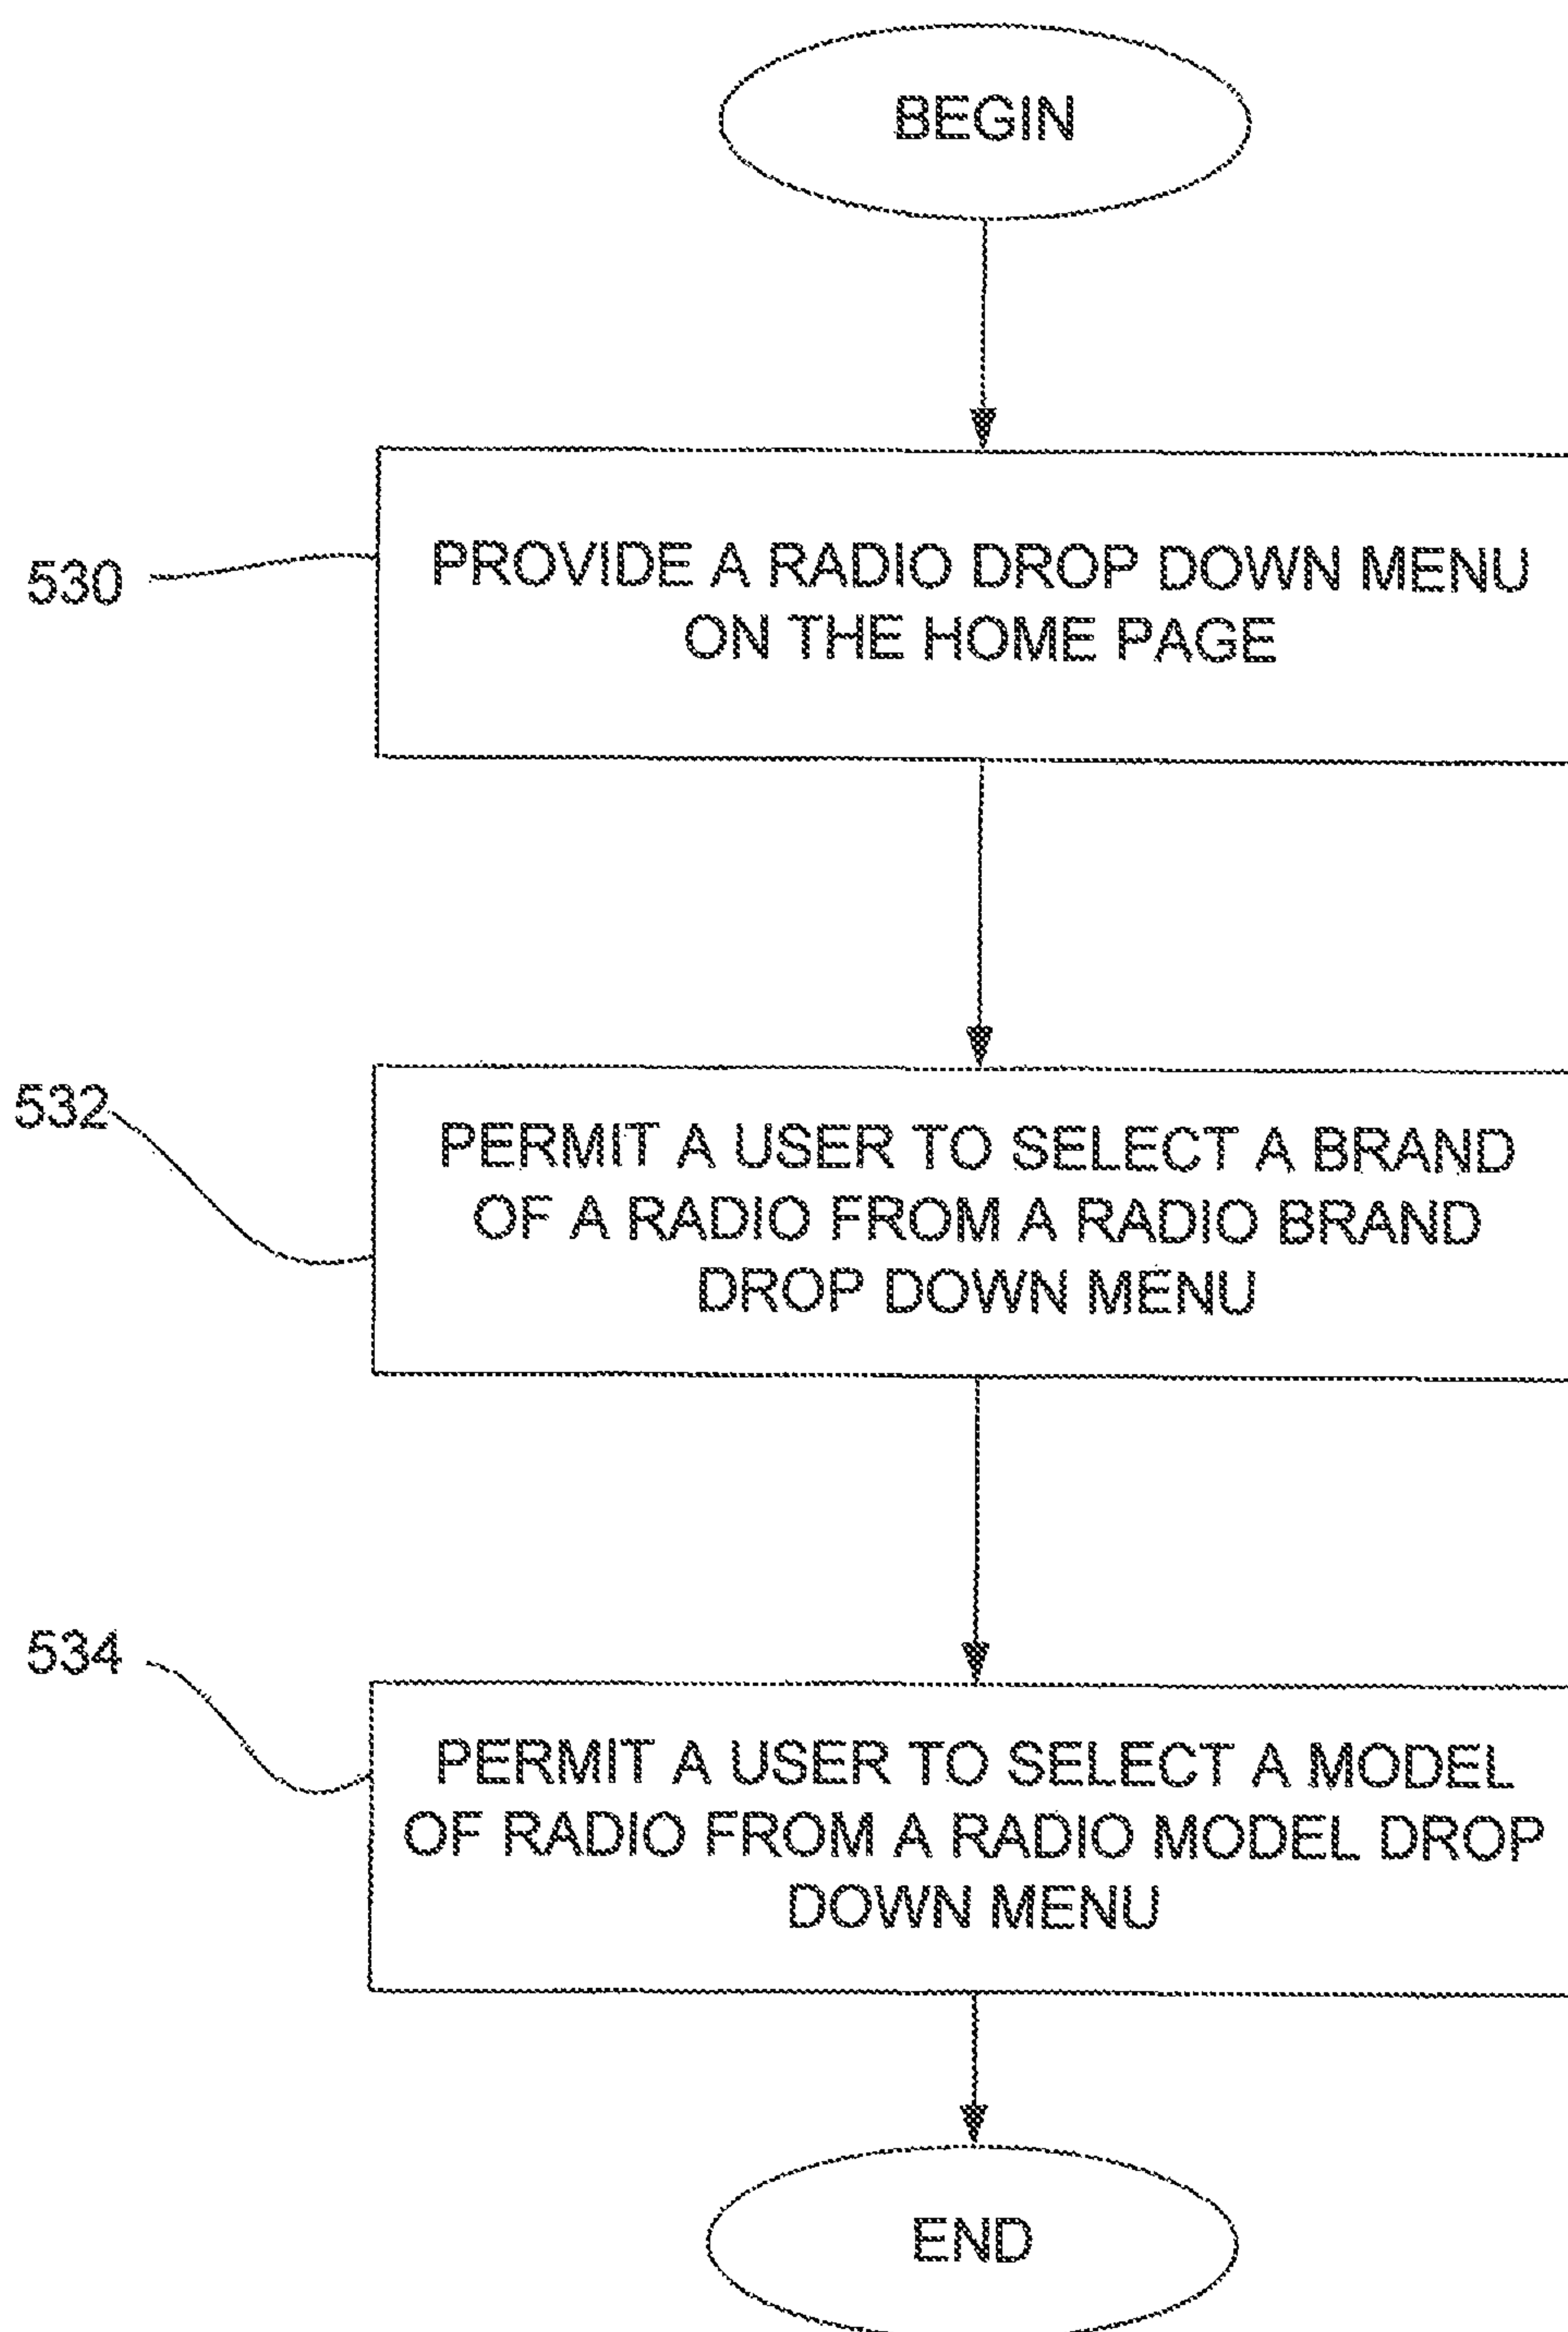 BEGIN
530
PROVIDE A RADIO DROP DOWN MENU
ON THE HOME PAGE
532
PERMIT A USER TO SELECT A BRAND
OF A RADIO FROM A RADIO BRAND
DROP DOWN MENU
534
PERMIT A USER TO SELECT A MODEL
OF RADIO FROM A RADIO MODEL DROP
DOWN MENU
END